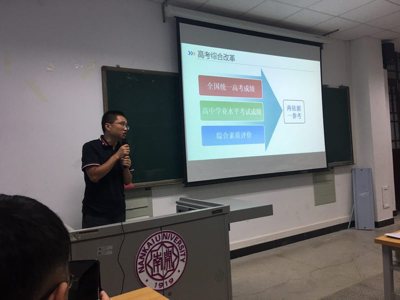 高考综合改革
全国统一高考成绩
高中学业水平考试成绩
综合素质评价
两依据
一参考
NANKAI UNIVERSITY
1919